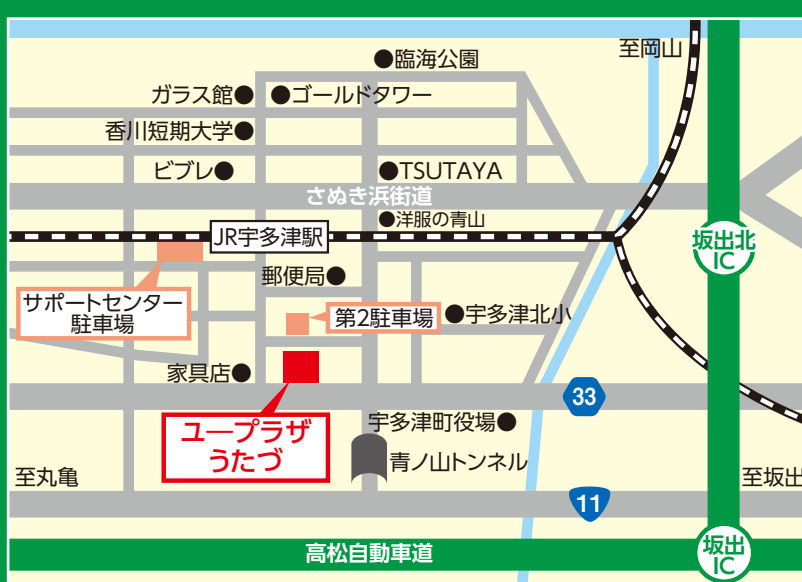 至岡山
●臨海公園
ガラス館●
●ゴールドタワー
香川短期大学●
ビブレ●
●TSUTAYA
さぬき浜街道
●洋服の青山
JR宇多津駅
坂出北
IC
郵便局●
サポートセンター
駐車場
第2駐車場
●宇多津北小
家具店●
33
ユープラザ
うたづ
宇多津町役場●
青ノ山トンネル
至丸亀
至坂出
11
高松自動車道
坂出
IC